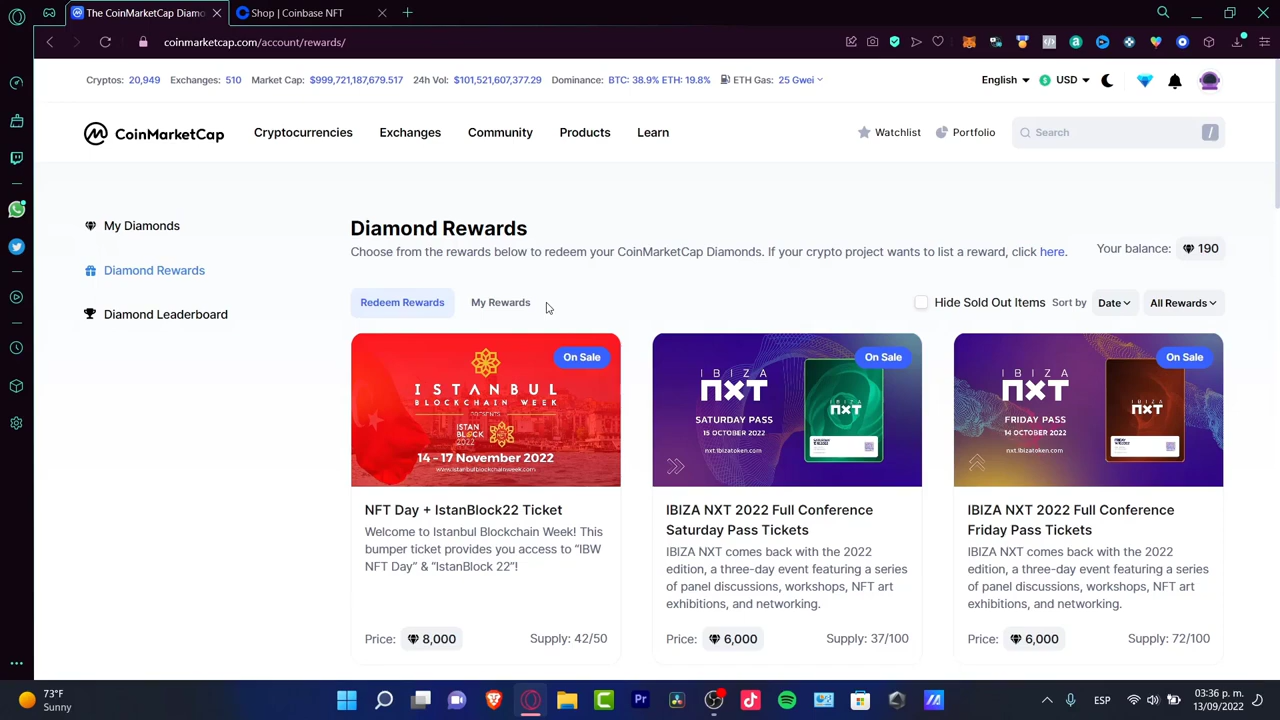 The CoinMarketCap Diamo
Shop | Coinbase NFT
coinmarketcap.com/account/rewards/
Cryptos: 20,949 Exchanges: 510 Market Cap: $999,721,187,679.517 24h Vol: $101,521,607,377.29 Dominance: BTC: 38.9% ETH: 19.8% ETH Gas: 25 Gwei
English USD
CoinMarketCap
Cryptocurrencies Exchanges Community Products Learn
Watchlist Portfolio Search /
My Diamonds
Diamond Rewards
Diamond Leaderboard
Diamond Rewards
Choose from the rewards below to redeem your CoinMarketCap Diamonds. If your crypto project wants to list a reward, click here.
Your balance: 190
Redeem Rewards My Rewards
Hide Sold Out Items Sort by Date All Rewards
On Sale
ISTANBUL
BLOCKCHAIN WEEK
PRESENTS
ISTAN
BLOCK
2022
14 - 17 November 2022
www.istanbulblockchainweek.com
NFT Day + IstanBlock22 Ticket
Welcome to Istanbul Blockchain Week! This
bumper ticket provides you access to “IBW
NFT Day” & “IstanBlock 22”!
Price: 8,000 Supply: 42/50
On Sale
IBIZA
nxt
SATURDAY PASS
15 OCTOBER 2022
nxt.ibizatoken.com
IBIZA
nxt
IBIZA NXT 2022 Full Conference
Saturday Pass Tickets
IBIZA NXT comes back with the 2022
edition, a three-day event featuring a series
of panel discussions, workshops, NFT art
exhibitions, and networking.
Price: 6,000 Supply: 37/100
On Sale
IBIZA
nxt
FRIDAY PASS
14 OCTOBER 2022
nxt.ibizatoken.com
IBIZA
nxt
IBIZA NXT 2022 Full Conference
Friday Pass Tickets
IBIZA NXT comes back with the 2022
edition, a three-day event featuring a series
of panel discussions, workshops, NFT art
exhibitions, and networking.
Price: 6,000 Supply: 72/100
73°F
Sunny
Pr
ESP
03:36 p. m.
13/09/2022